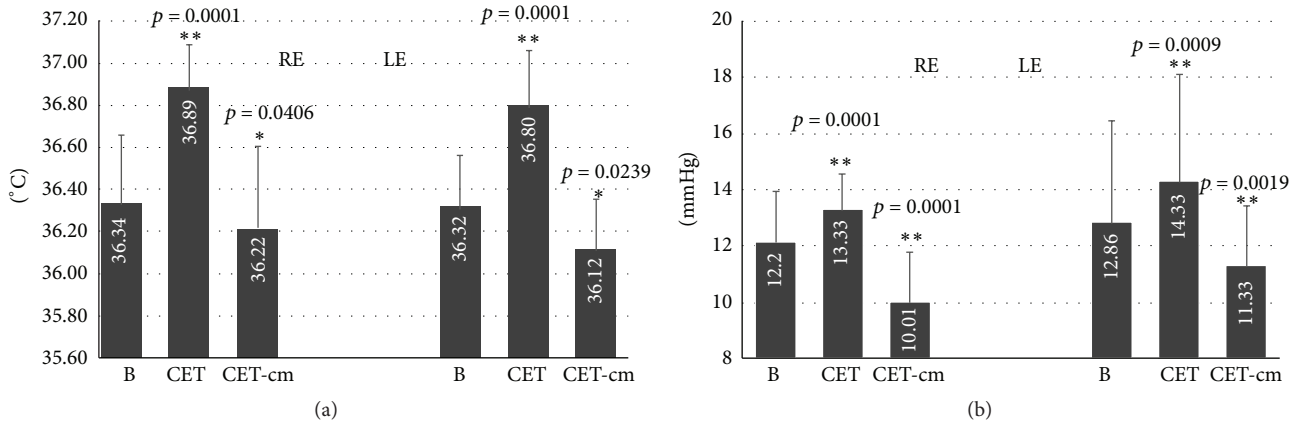 37.20
37.00
36.80
36.60
36.40
36.20
36.00
35.80
35.60
(°C)
p = 0.0001
**
RE
LE
p = 0.0001
**
p = 0.0406
*
p = 0.0239
*
36.34
36.89
36.22
36.32
36.80
36.12
B
CET
CET-cm
B
CET
CET-cm
(a)
20
18
16
14
12
10
8
(mmHg)
RE
LE
p = 0.0009
**
p = 0.0001
**
p = 0.0001
**
p = 0.0019
**
12.2
13.33
10.01
12.86
14.33
11.33
B
CET
CET-cm
B
CET
CET-cm
(b)